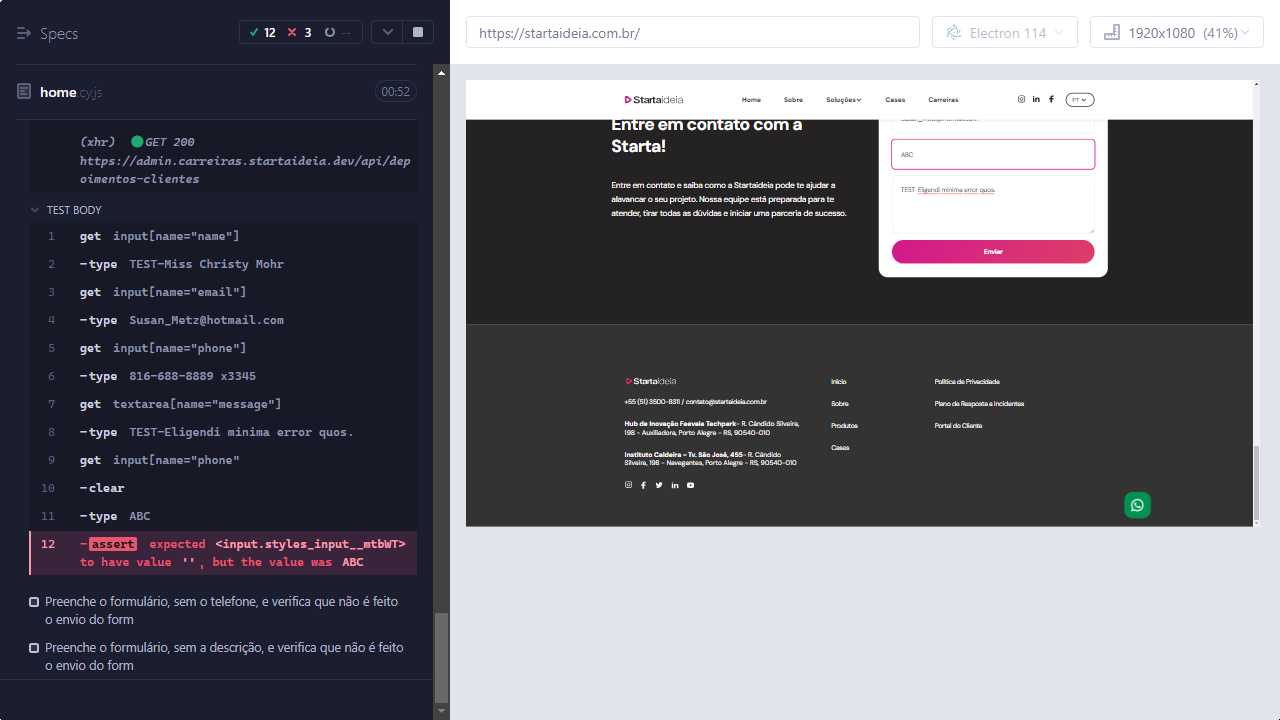 Specs
12
3
--
home.cy.js
00:52
(xhr) GET 200
https://admin.carreiras.startaideia.dev/api/dep
oimentos-clientes
TEST BODY
1 get input[name="name"]
2 -type TEST-Miss Christy Mohr
3 get input[name="email"]
4 -type Susan_Metz@hotmail.com
5 get input[name="phone"]
6 -type 816-688-8889 x3345
7 get textarea[name="message"]
8 -type TEST-Eligendi minima error quos.
9 get input[name="phone"
10 -clear
11 -type ABC
12 -assert expected <input.styles_input__mtbWT>
to have value '', but the value was ABC
Preenche o formulário, sem o telefone, e verifica que não é feito
o envio do form
Preenche o formulário, sem a descrição, e verifica que não é feito
o envio do form
https://startaideia.com.br/
Electron 114
1920x1080 (41%)
Startaideia
Home
Sobre
Soluções
Cases
Carreiras
PT
Entre em contato com a
Starta!
Entre em contato e saiba como a Startaideia pode te ajudar a
alavancar o seu projeto. Nossa equipe está preparada para te
atender, tirar todas as dúvidas e iniciar uma parceria de sucesso.
ABC
TEST-Eligendi minima error quos.
Enviar
Startaideia
+55 (51) 3500-8311 / contato@startaideia.com.br
Hub de Inovação Feevale Techpark- R. Cândido Silveira,
198 - Auxiliadora, Porto Alegre - RS, 90540-010
Instituto Caldeira - Tv. São José, 455- R. Cândido
Silveira, 198 - Navegantes, Porto Alegre - RS, 90540-010
Início
Sobre
Produtos
Cases
Política de Privacidade
Plano de Resposta a Incidentes
Portal do Cliente